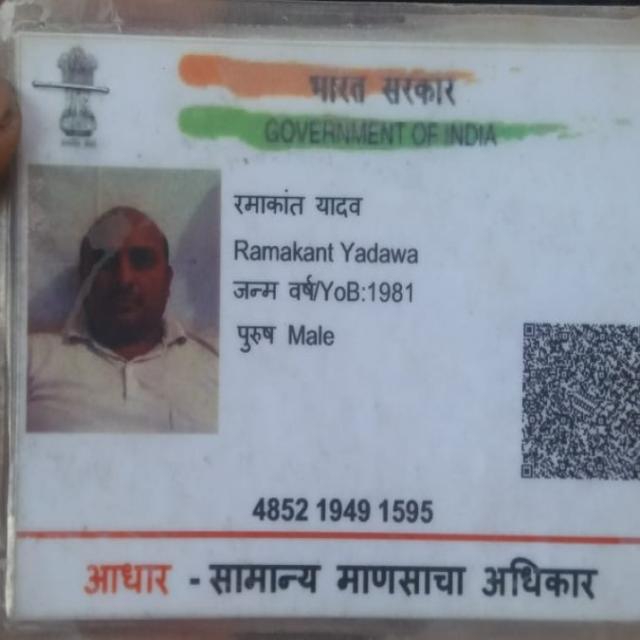 भारत सरकार
GOVERNMENT OF INDIA
रमाकांत यादव
Ramakant Yadawa
जन्म वर्ष/YoB:1981
पुरुष Male
4852 1949 1595
आधार - सामान्य माणसाचा अधिकार